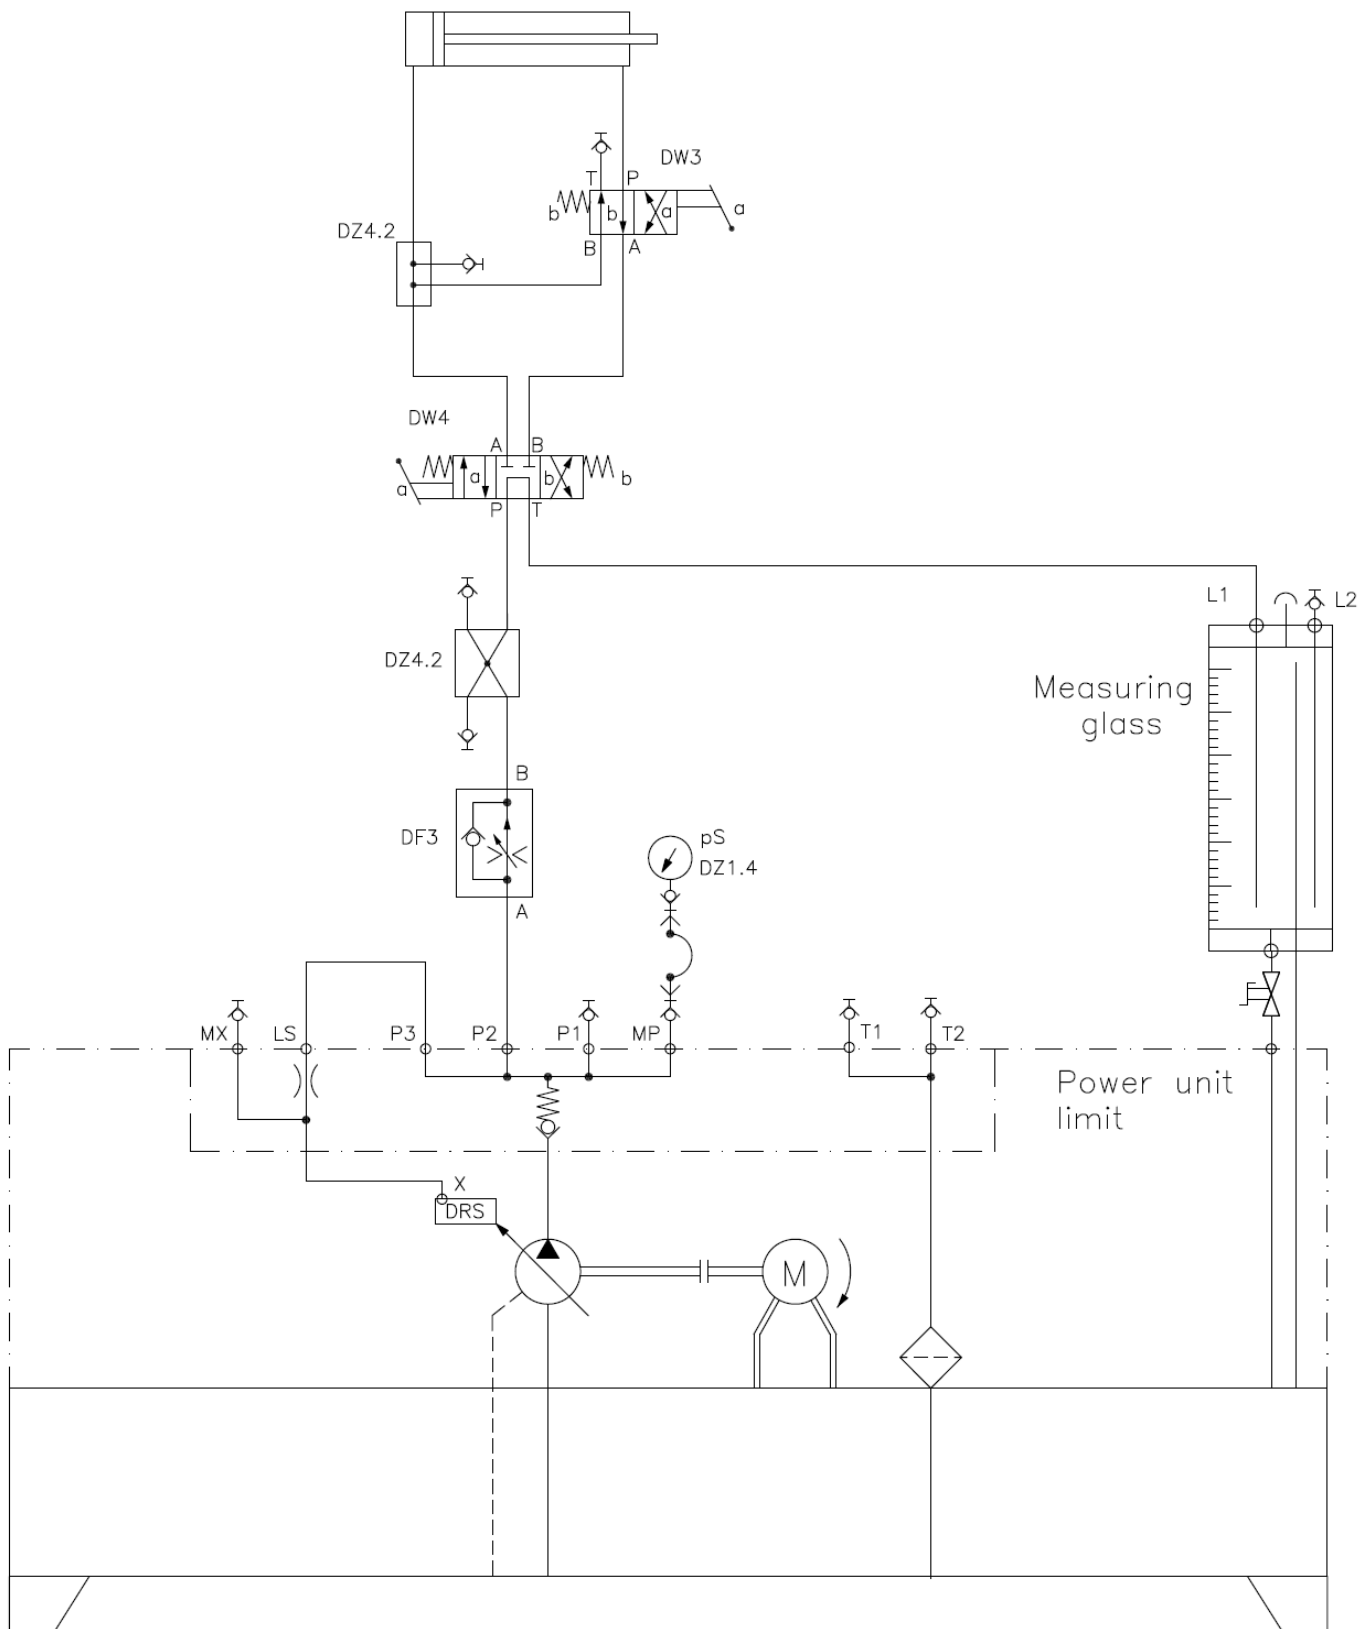 DW3
T P
b b a a
B A
DZ4.2
DW4
A B
a a b b
P T
L1 L2
DZ4.2
Measuring
glass
B
DF3
pS
DZ1.4
A
MX LS P3 P2 P1 MP T1 T2
Power unit
limit
X
DRS
M